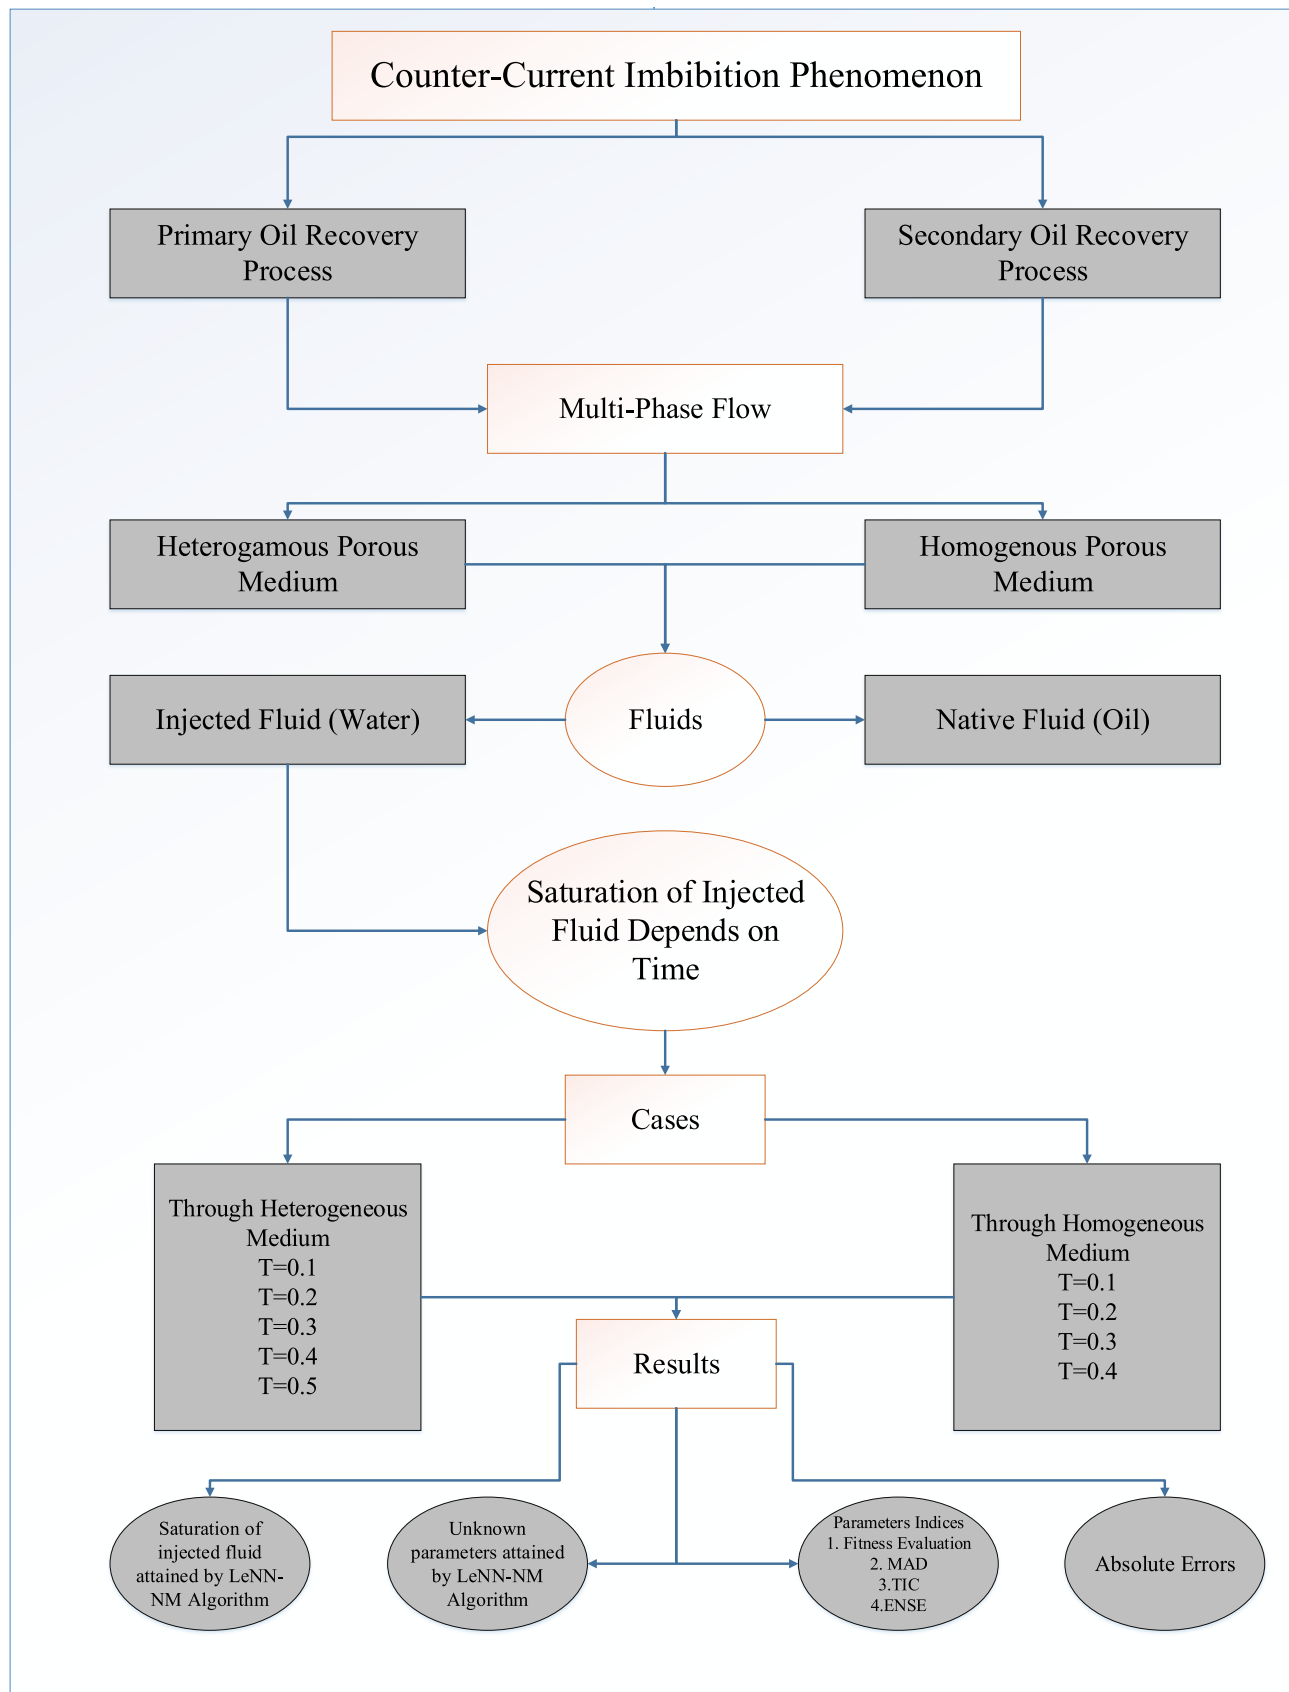 Counter-Current Imbibition Phenomenon
Primary Oil Recovery
Process
Secondary Oil Recovery
Process
Multi-Phase Flow
Heterogamous Porous
Medium
Homogenous Porous
Medium
Injected Fluid (Water)
Fluids
Native Fluid (Oil)
Saturation of Injected
Fluid Depends on
Time
Cases
Through Heterogeneous
Medium
T=0.1
T=0.2
T=0.3
T=0.4
T=0.5
Through Homogeneous
Medium
T=0.1
T=0.2
T=0.3
T=0.4
Results
Saturation of
injected fluid
attained by LeNN-
NM Algorithm
Unknown
parameters attained
by LeNN-NM
Algorithm
Parameters Indices
1. Fitness Evaluation
2. MAD
3.TIC
4.ENSE
Absolute Errors